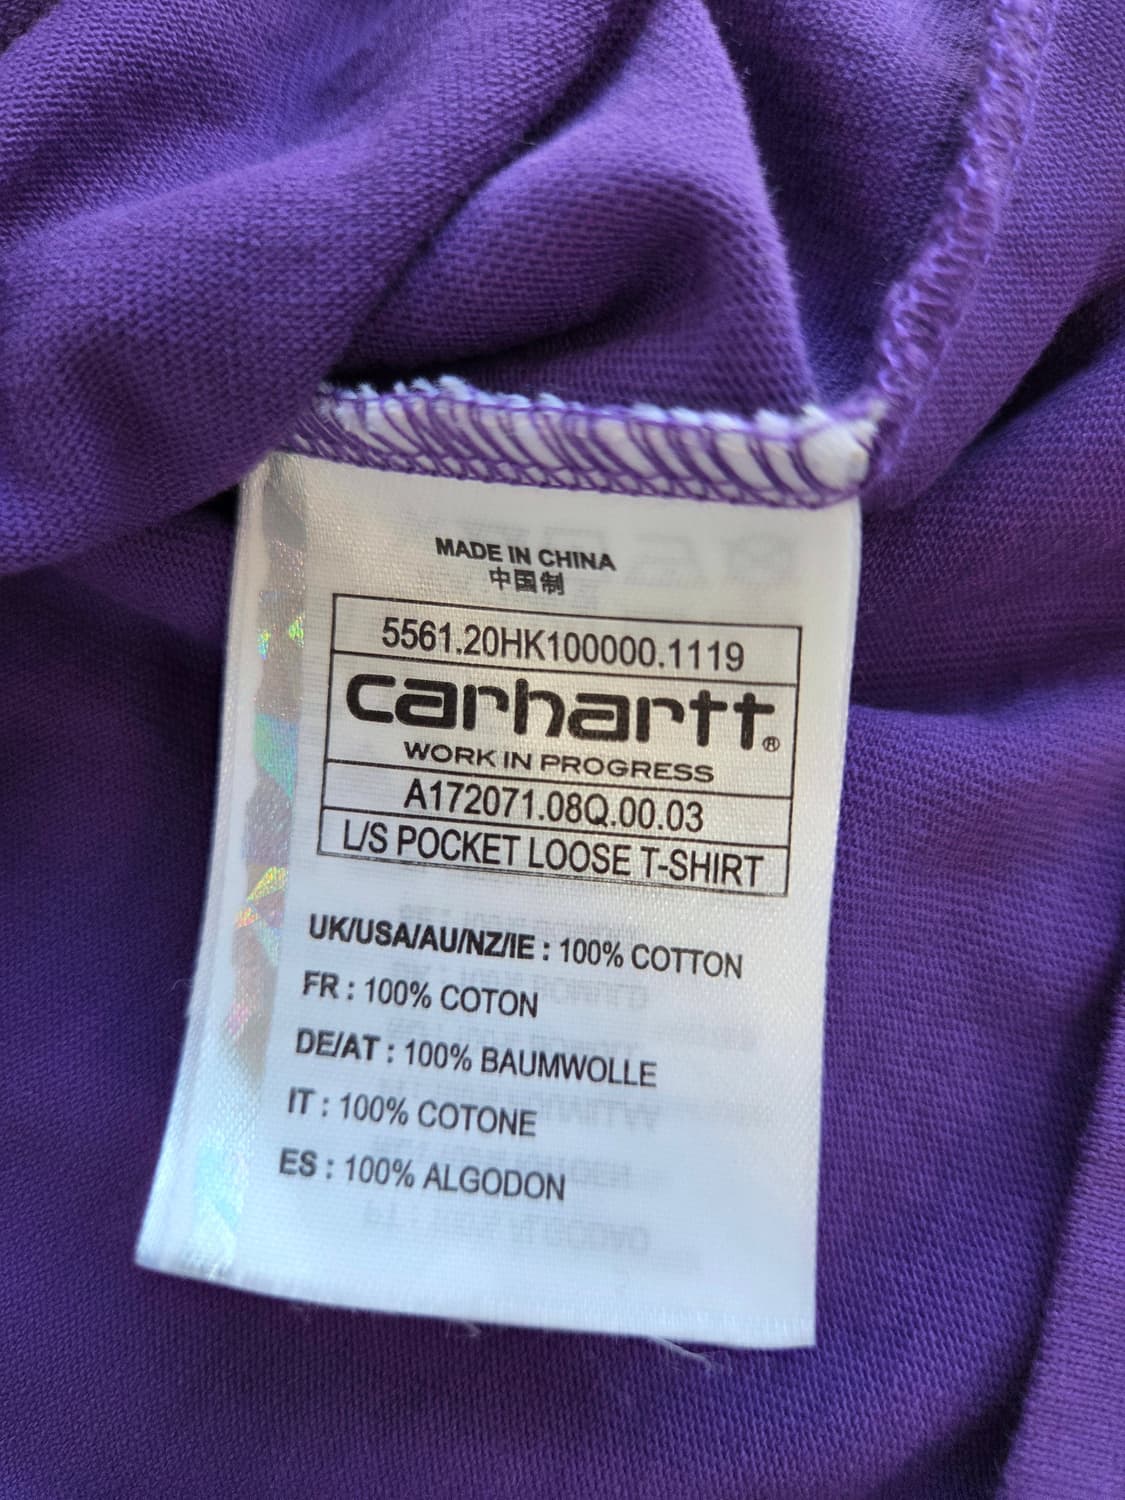 MADE IN CHINA
中国制
5561.20HK100000.1119
carhartt®
WORK IN PROGRESS
A172071.08Q.00.03
L/S POCKET LOOSE T-SHIRT
UK/USA/AU/NZ/IE : 100% COTTON
FR : 100% COTON
DE/AT : 100% BAUMWOLLE
IT : 100% COTONE
ES : 100% ALGODON